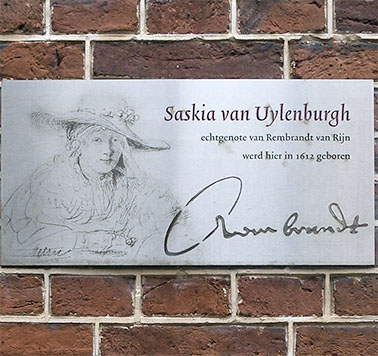 Saskia van Uylenburgh
echtgenote van Rembrandt van Rijn
werd hier in 1612 geboren
Rembrandt